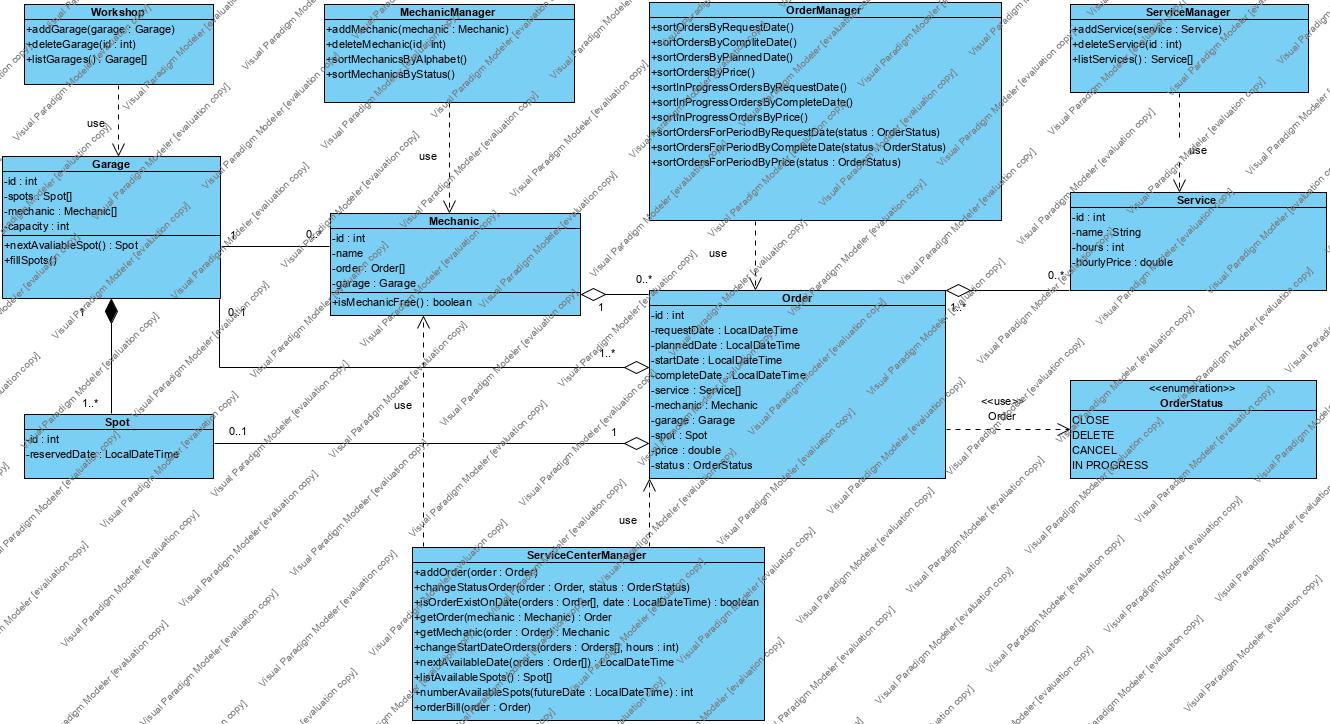 Workshop
+addGarage(garage : Garage)
+deleteGarage(id : int)
+listGarages() : Garage[]
MechanicManager
+addMechanic(mechanic : Mechanic)
+deleteMechanic(id : int)
+sortMechanicsByAlphabet()
+sortMechanicsByStatus()
OrderManager
+sortOrdersByRequestDate()
+sortOrdersByCompliteDate()
+sortOrdersByPlannedDate()
+sortOrdersByPrice()
+sortInProgressOrdersByRequestDate()
+sortInProgressOrdersByCompleteDate()
+sortInProgressOrdersByPrice()
+sortOrdersForPeriodByRequestDate(status : OrderStatus)
+sortOrdersForPeriodByCompleteDate(status : OrderStatus)
+sortOrdersForPeriodByPrice(status : OrderStatus)
ServiceManager
+addService(service : Service)
+deleteService(id : int)
+listServices() : Service[]
use
use
use
use
Garage
-id : int
-spots : Spot[]
-mechanic : Mechanic[]
-capacity : int
+nextAvaliableSpot() : Spot
+fillSpots()
1
0..
Mechanic
-id : int
-name
-order : Order[]
-garage : Garage
+isMechanicFree() : boolean
0..*
1
Service
-id : int
-name : String
-hours : int
-hourlyPrice : double
0..*
1..*
1
0..1
1..*
Order
-id : int
-requestDate : LocalDateTime
-plannedDate : LocalDateTime
-startDate : LocalDateTime
-completeDate : LocalDateTime
-service : Service[]
-mechanic : Mechanic
-garage : Garage
-spot : Spot
-price : double
-status : OrderStatus
<<use>>
Order
<<enumeration>>
OrderStatus
CLOSE
DELETE
CANCEL
IN PROGRESS
1..*
Spot
-id : int
-reservedDate : LocalDateTime
0..1
1
use
use
ServiceCenterManager
+addOrder(order : Order)
+changeStatusOrder(order : Order, status : OrderStatus)
+isOrderExistOnDate(orders : Order[], date : LocalDateTime) : boolean
+getOrder(mechanic : Mechanic) : Order
+getMechanic(order : Order) : Mechanic
+changeStartDateOrders(orders : Orders[], hours : int)
+nextAvailableDate(orders : Order[]) : LocalDateTime
+listAvailableSpots() : Spot[]
+numberAvailableSpots(futureDate : LocalDateTime) : int
+orderBill(order : Order)
Visual Paradigm Modeler [evaluation copy]